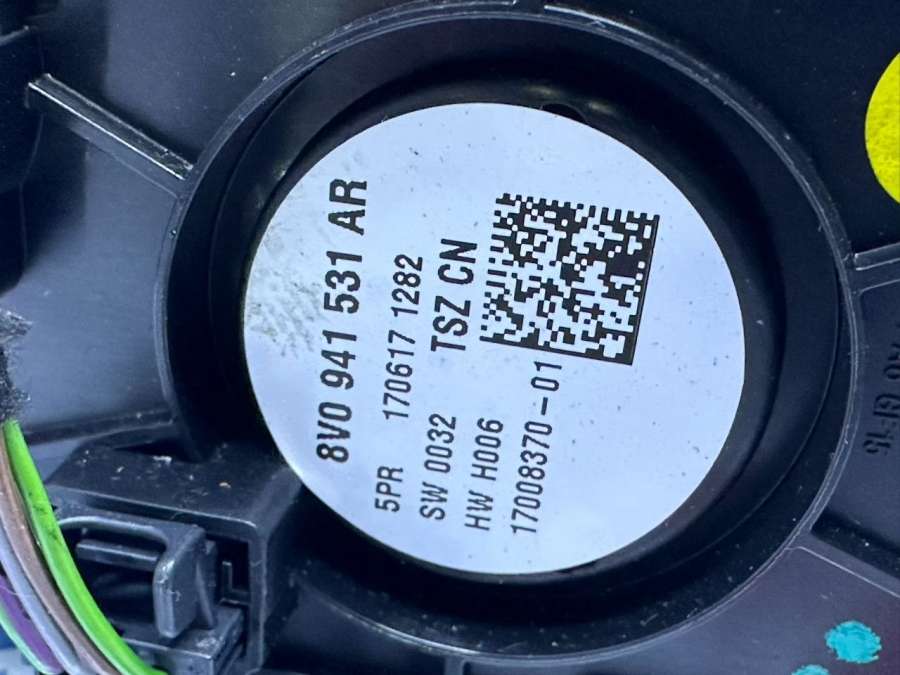 8V0 941 531 AR
5PR 170617 1282
SW 0032 TSZ CN
HW H006
17008370-01